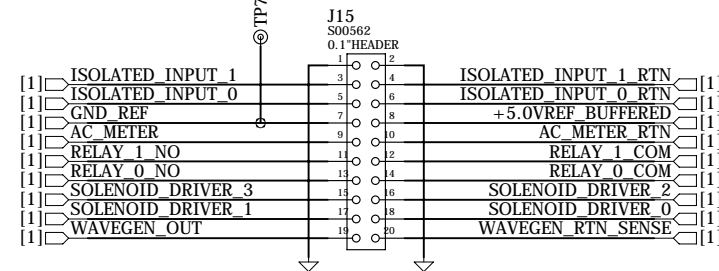 TP7
J15
S00562
0.1"HEADER
1 2
[1] ISOLATED_INPUT_1 3 4 ISOLATED_INPUT_1_RTN [1]
[1] ISOLATED_INPUT_0 5 6 ISOLATED_INPUT_0_RTN [1]
[1] GND_REF 7 8 +5.0VREF_BUFFERED [1]
[1] AC_METER 9 10 AC_METER_RTN [1]
[1] RELAY_1_NO 11 12 RELAY_1_COM [1]
[1] RELAY_0_NO 13 14 RELAY_0_COM [1]
[1] SOLENOID_DRIVER_3 15 16 SOLENOID_DRIVER_2 [1]
[1] SOLENOID_DRIVER_1 17 18 SOLENOID_DRIVER_0 [1]
[1] WAVEGEN_OUT 19 20 WAVEGEN_RTN_SENSE [1]